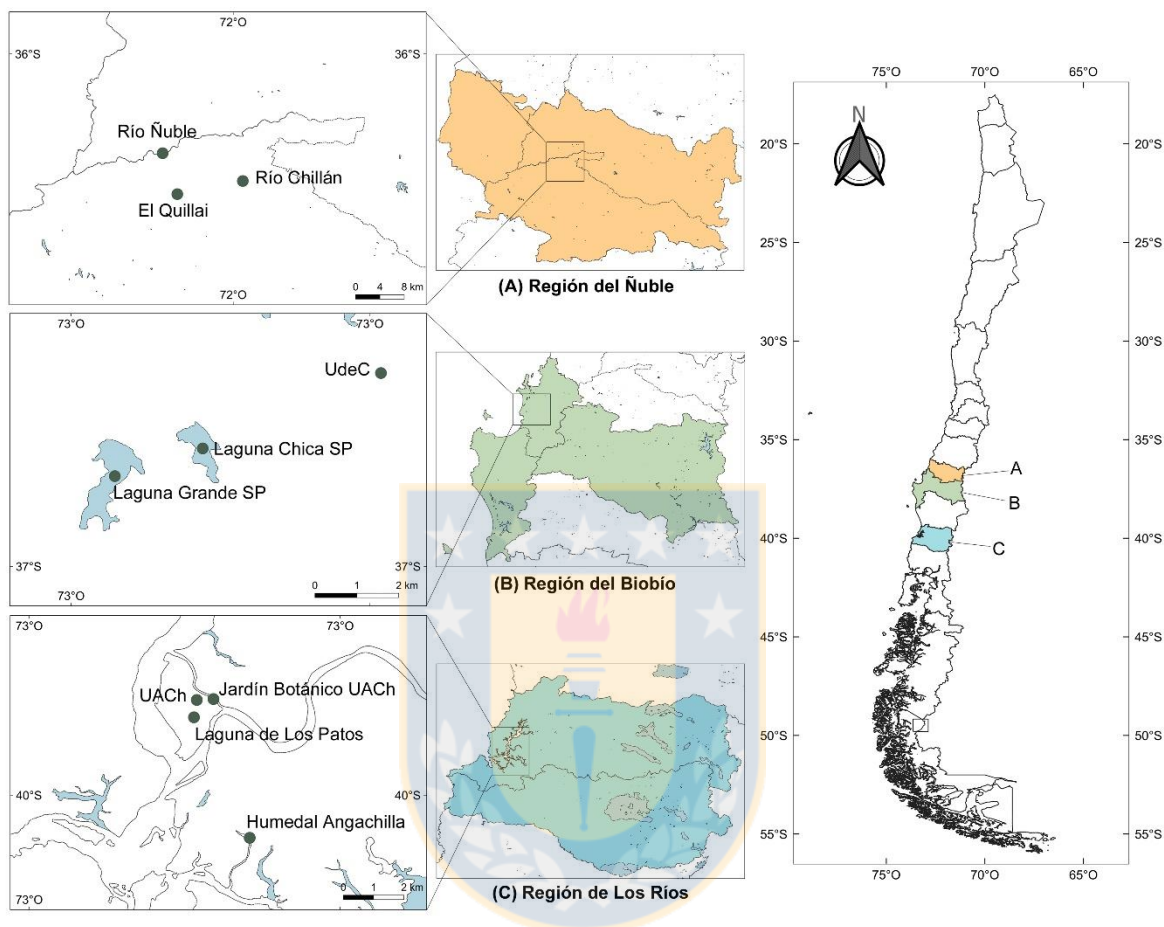 72°O
36°S
36°S
Río Ñuble
Río Chillán
El Quillai
72°O
0 4 8 km
(A) Región del Ñuble
73°O
73°O
UdeC
Laguna Chica SP
Laguna Grande SP
37°S
37°S
73°O
0 1 2 km
(B) Región del Biobío
73°O
73°O
UACh
Jardín Botánico UACh
Laguna de Los Patos
40°S
40°S
Humedal Angachilla
73°O
73°O
0 1 2 km
(C) Región de Los Ríos
75°O 70°O 65°O
N
20°S
20°S
25°S
25°S
30°S
30°S
35°S
35°S
A
B
40°S
40°S
C
45°S
45°S
50°S
50°S
55°S
55°S
75°O 70°O 65°O